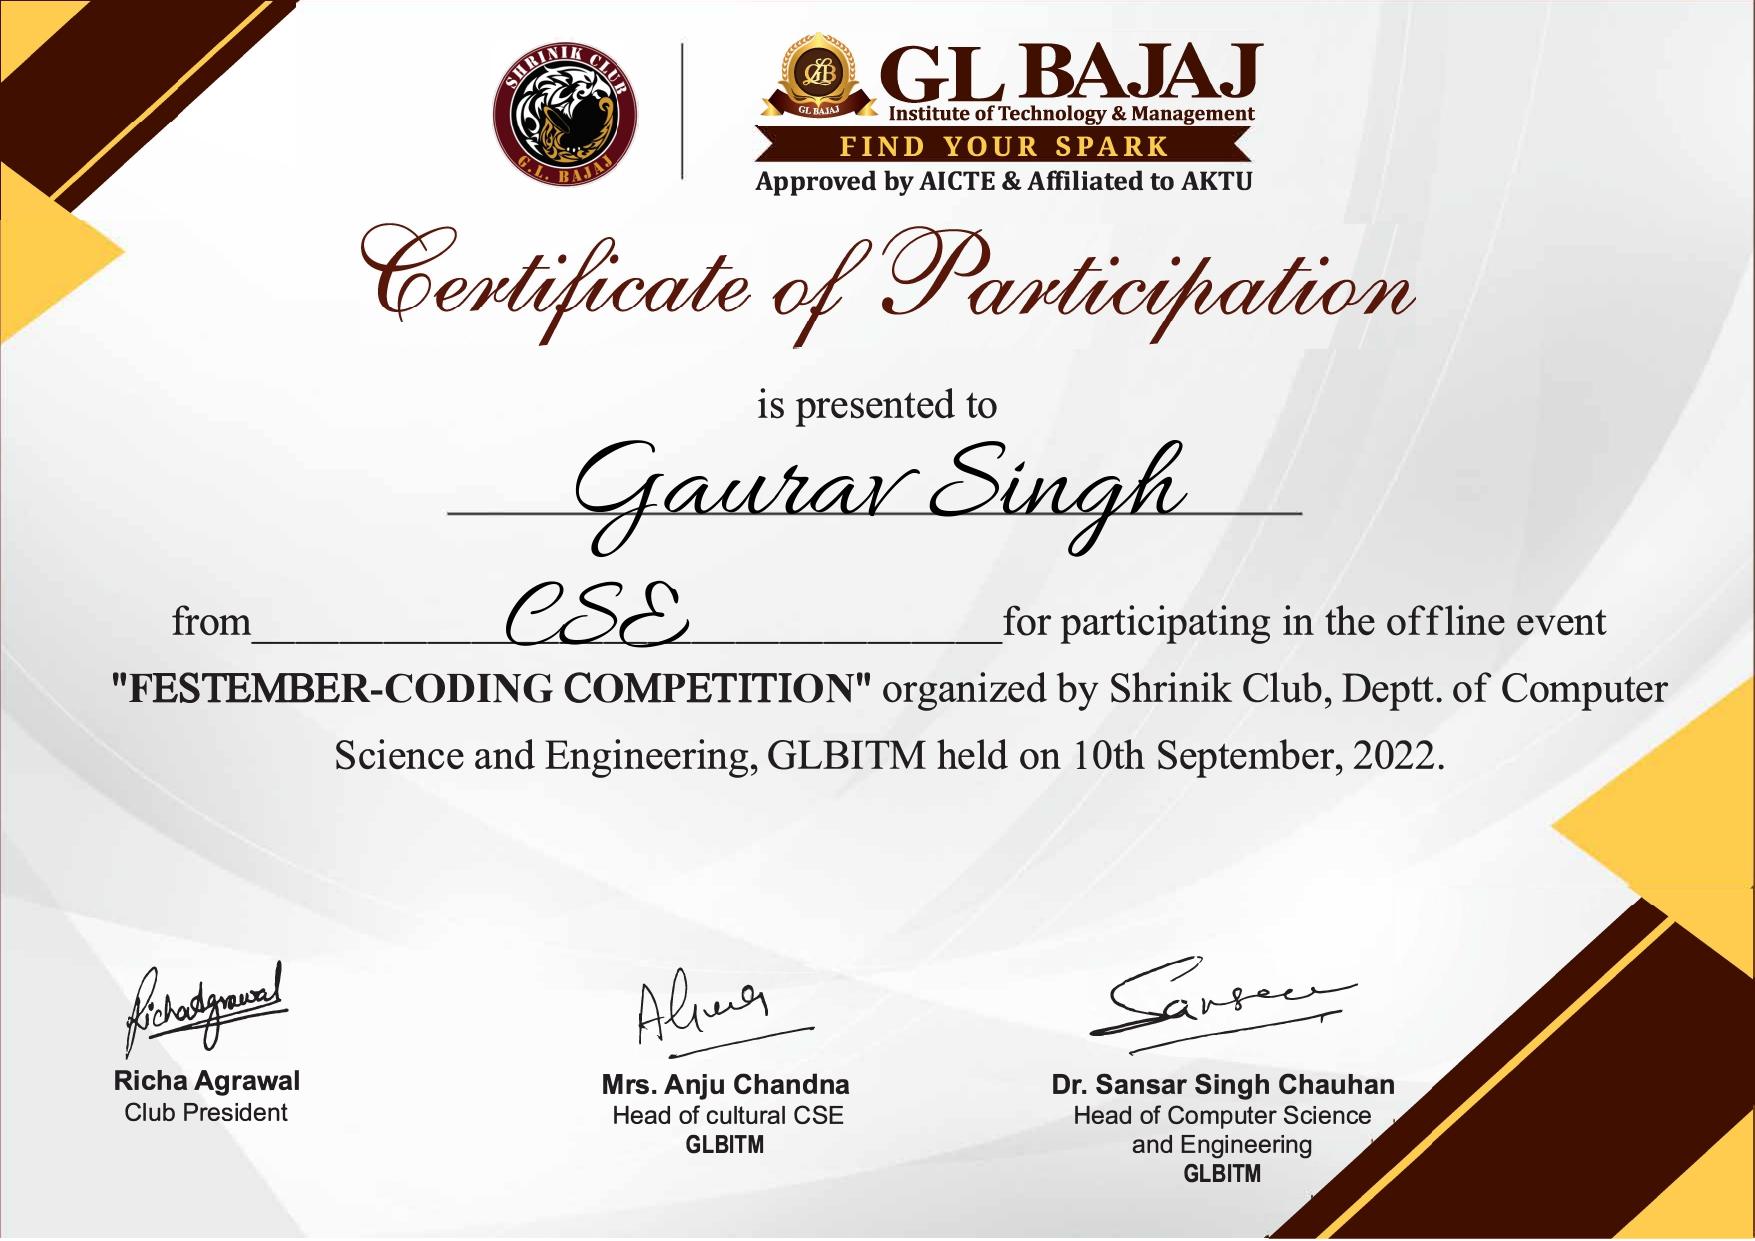 SHRINIK CLUB
G.L. BAJAJ
GLB
GL BAJAJ
GL BAJAJ
Institute of Technology & Management
FIND YOUR SPARK
Approved by AICTE & Affiliated to AKTU
Certificate of Participation
is presented to
Gaurav Singh
from CSE for participating in the offline event
"FESTEMBER-CODING COMPETITION" organized by Shrinik Club, Deptt. of Computer
Science and Engineering, GLBITM held on 10th September, 2022.
Richa Agrawal
Richa Agrawal
Club President
Mrs. Anju Chandna
Head of cultural CSE
GLBITM
Sansar
Dr. Sansar Singh Chauhan
Head of Computer Science
and Engineering
GLBITM